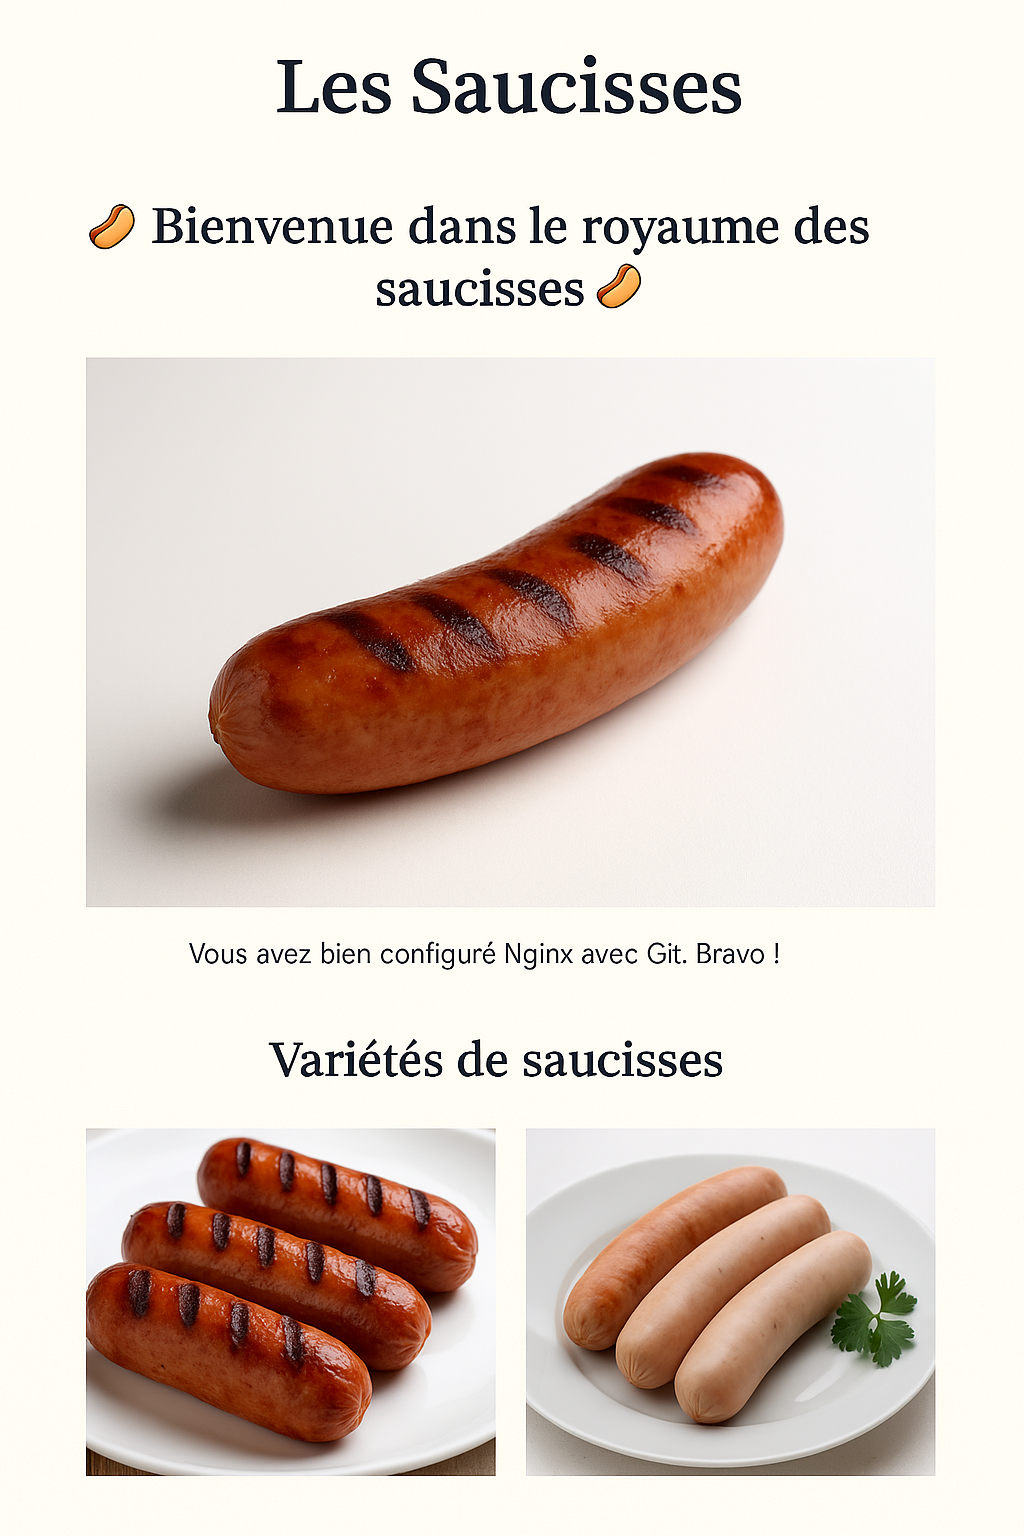 Les Saucisses
🌭 Bienvenue dans le royaume des
saucisses 🌭
Vous avez bien configuré Nginx avec Git. Bravo !
Variétés de saucisses